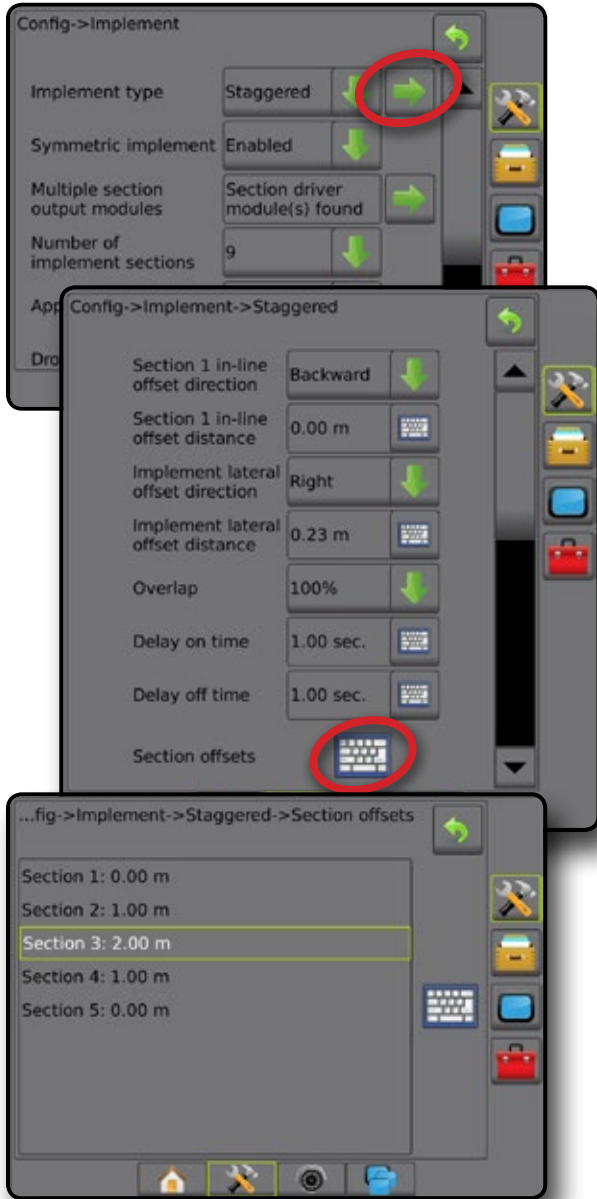 Config->Implement
Implement type
Staggered
Symmetric implement
Enabled
Multiple section
output modules
Section driver
module(s) found
Number of
implement sections
9
App
Dro
Config->Implement->Staggered
Section 1 in-line
offset direction
Backward
Section 1 in-line
offset distance
0.00 m
Implement lateral
offset direction
Right
Implement lateral
offset distance
0.23 m
Overlap
100%
Delay on time
1.00 sec.
Delay off time
1.00 sec.
Section offsets
...fig->Implement->Staggered->Section offsets
Section 1: 0.00 m
Section 2: 1.00 m
Section 3: 2.00 m
Section 4: 1.00 m
Section 5: 0.00 m